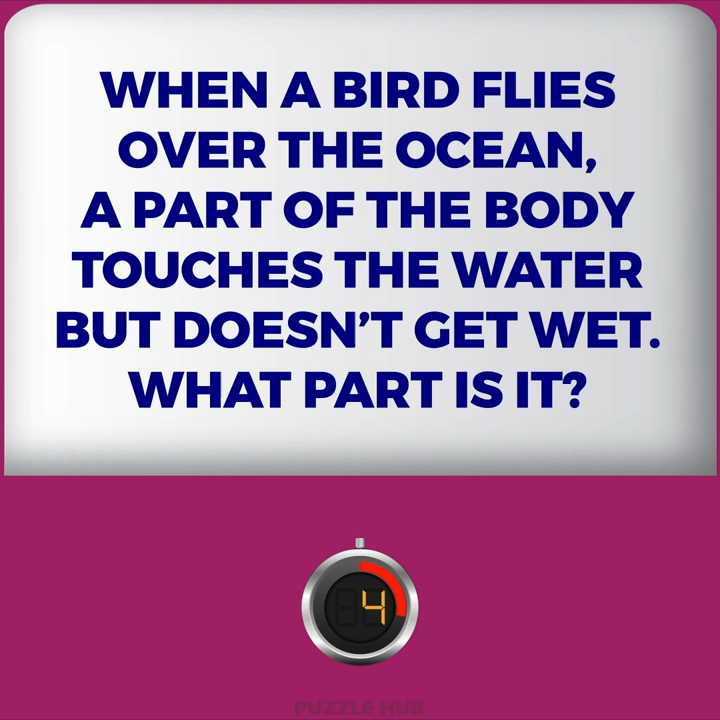 WHEN A BIRD FLIES
OVER THE OCEAN,
A PART OF THE BODY
TOUCHES THE WATER
BUT DOESN’T GET WET.
WHAT PART IS IT?
4
PUZZLE HUB